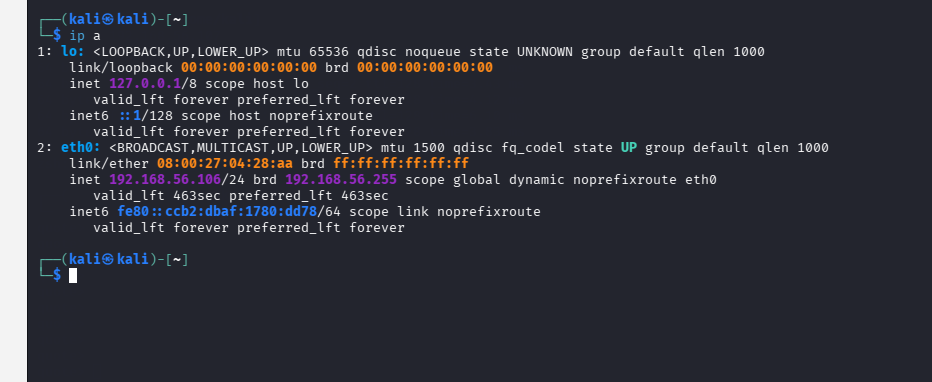 ┌──(kali㉿kali)-[~]
└─$ ip a
1: lo: <LOOPBACK,UP,LOWER_UP> mtu 65536 qdisc noqueue state UNKNOWN group default qlen 1000
    link/loopback 00:00:00:00:00:00 brd 00:00:00:00:00:00
    inet 127.0.0.1/8 scope host lo
       valid_lft forever preferred_lft forever
    inet6 ::1/128 scope host noprefixroute
       valid_lft forever preferred_lft forever
2: eth0: <BROADCAST,MULTICAST,UP,LOWER_UP> mtu 1500 qdisc fq_codel state UP group default qlen 1000
    link/ether 08:00:27:04:28:aa brd ff:ff:ff:ff:ff:ff
    inet 192.168.56.106/24 brd 192.168.56.255 scope global dynamic noprefixroute eth0
       valid_lft 463sec preferred_lft 463sec
    inet6 fe80::ccb2:dbaf:1780:dd78/64 scope link noprefixroute
       valid_lft forever preferred_lft forever
┌──(kali㉿kali)-[~]
└─$